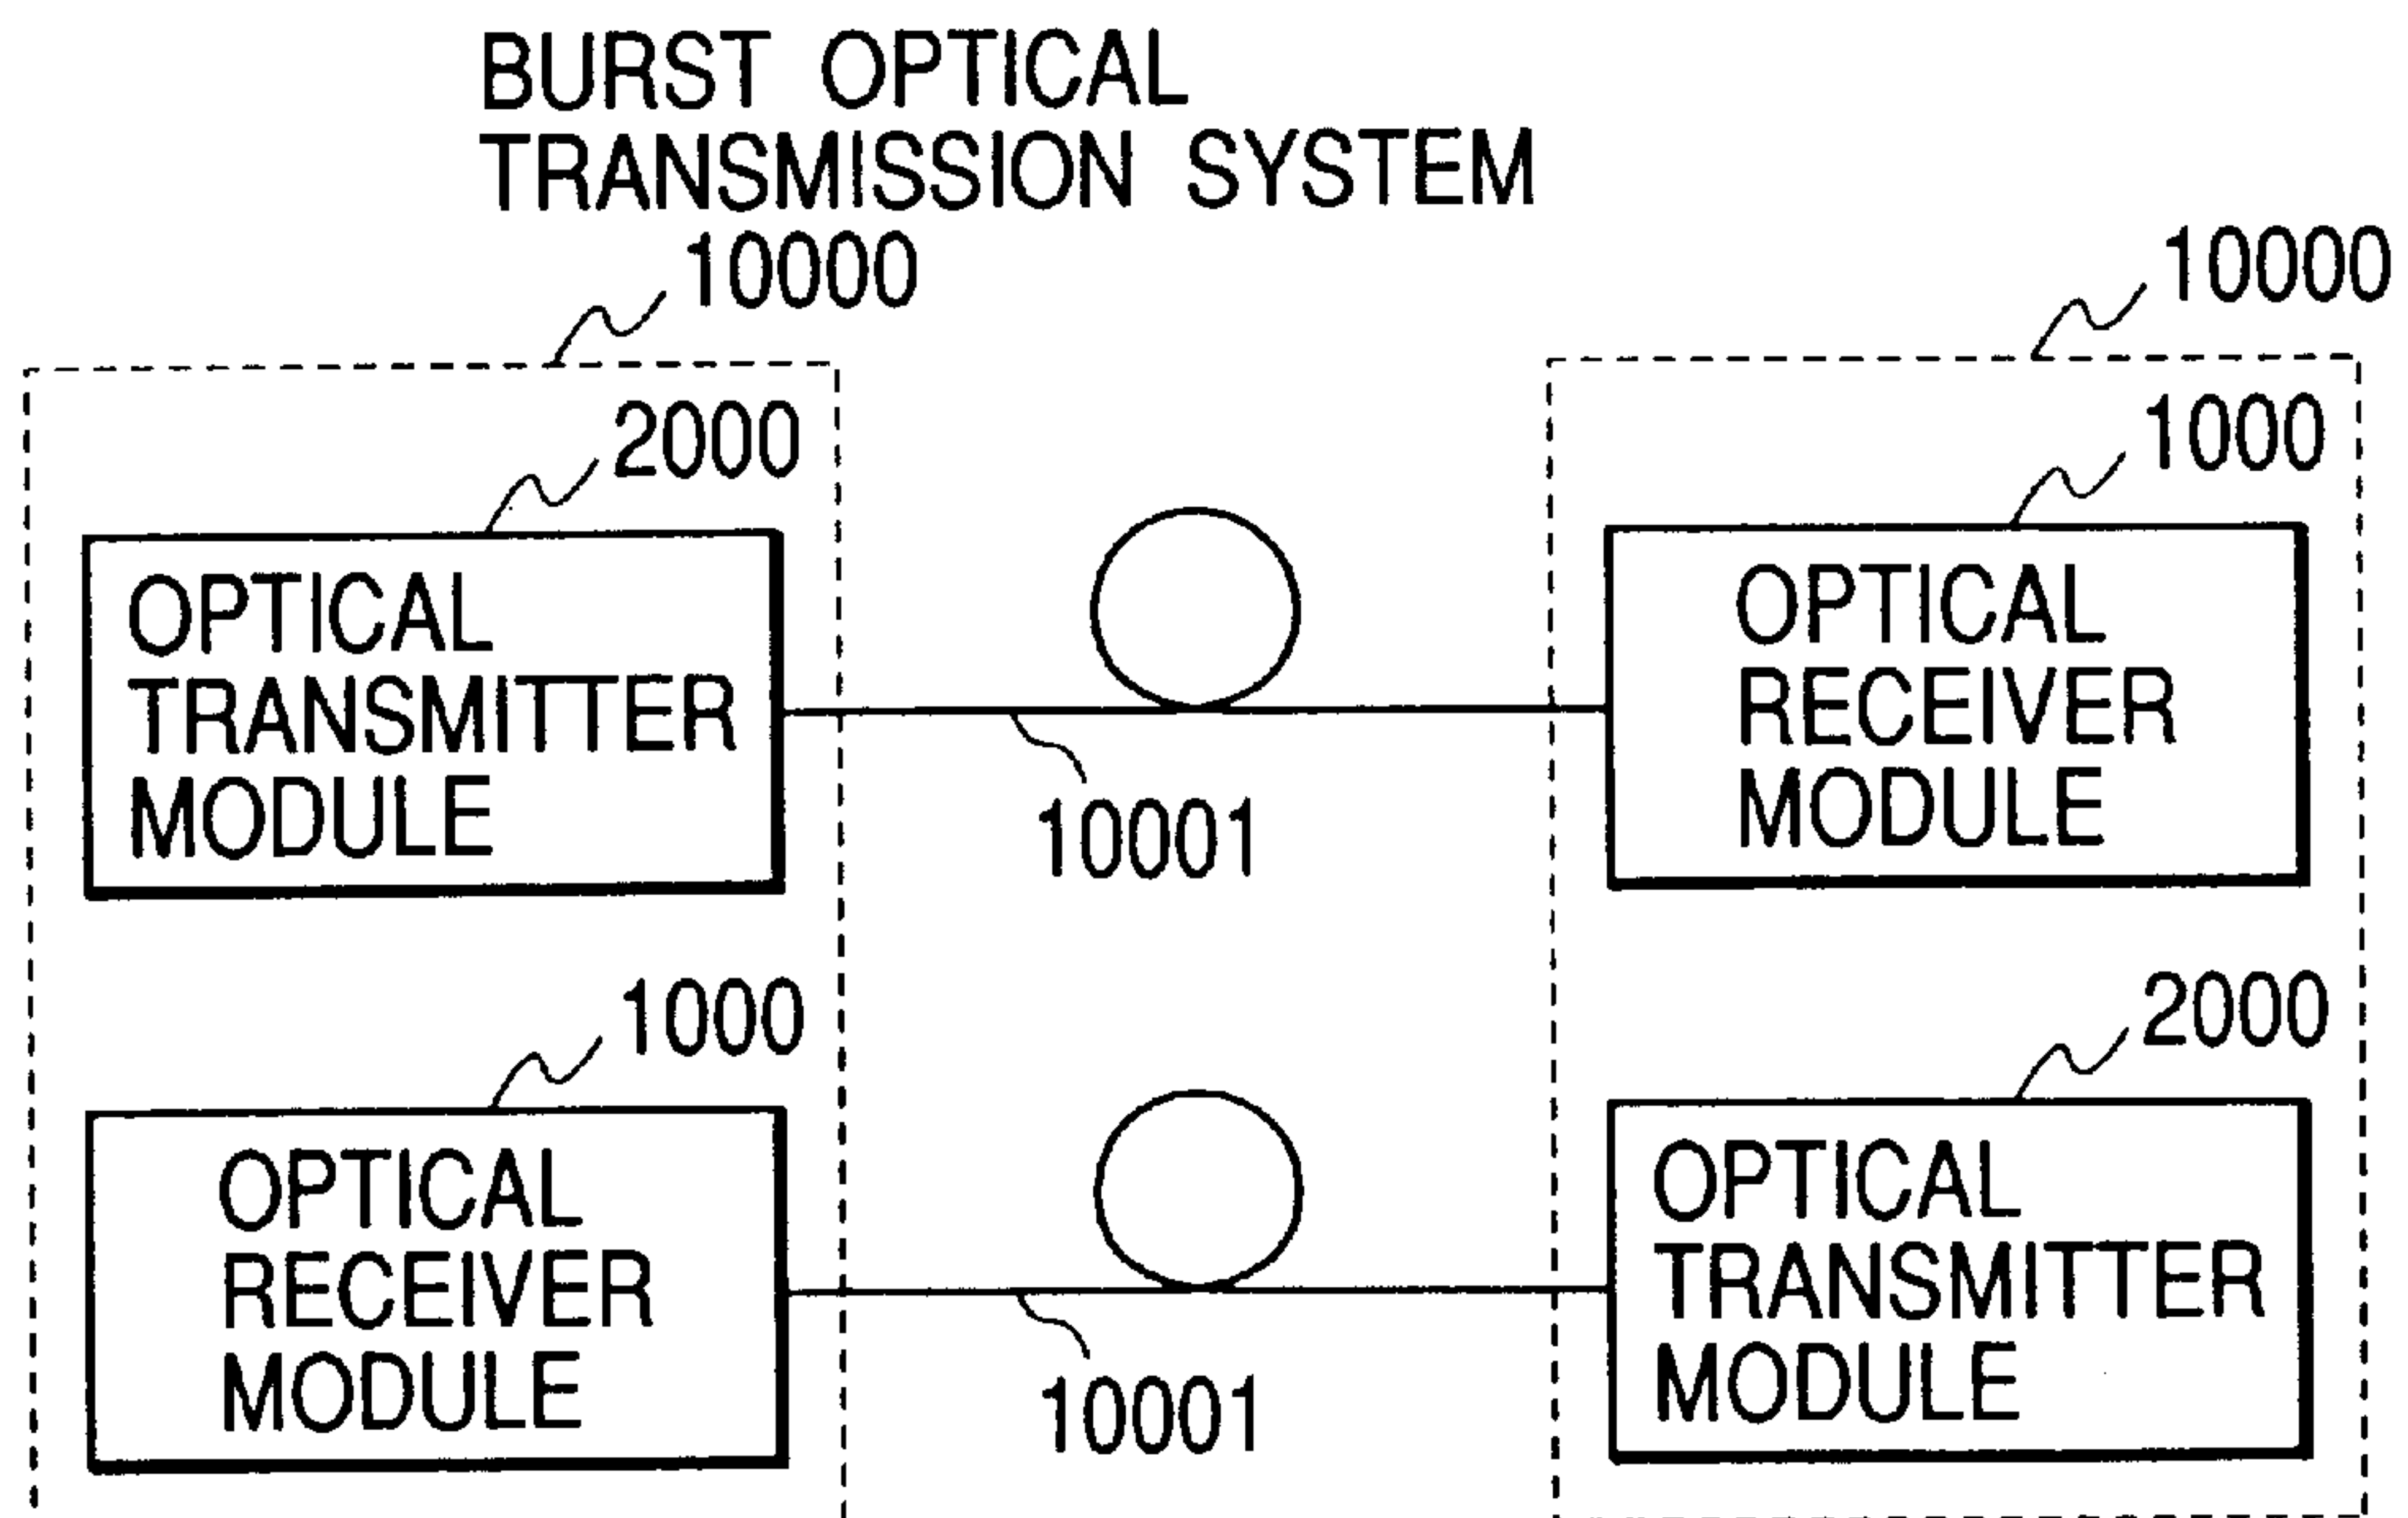 BURST OPTICAL
TRANSMISSION SYSTEM
10000
10000
2000
1000
OPTICAL
TRANSMITTER
MODULE
10001
OPTICAL
RECEIVER
MODULE
1000
2000
OPTICAL
RECEIVER
MODULE
10001
OPTICAL
TRANSMITTER
MODULE